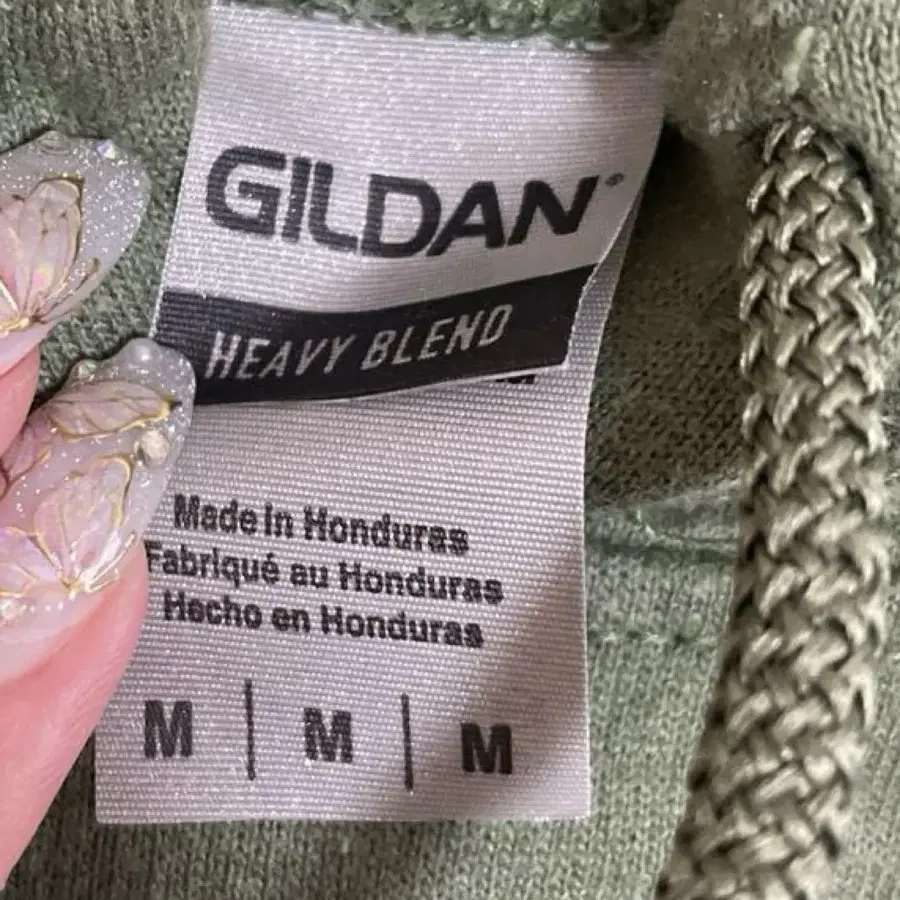 GILDAN®
HEAVY BLEND
Made In Honduras
Fabriqué au Honduras
Hecho en Honduras
M | M | M